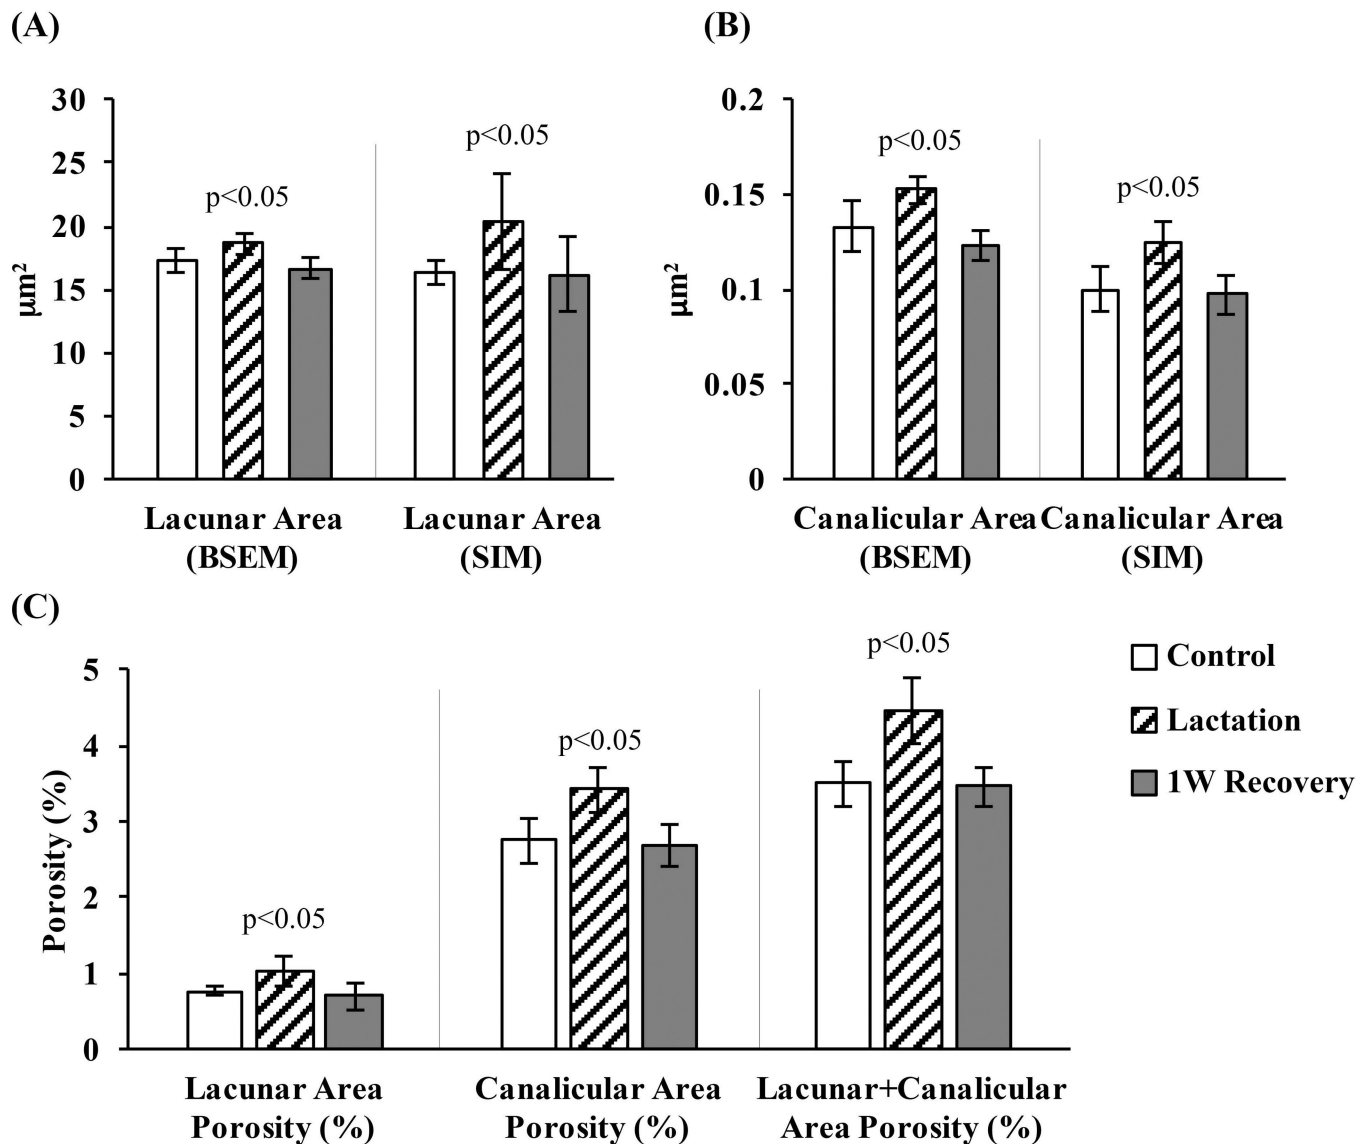 (A)
30
25
20
15
10
5
0
μm²
p<0.05
p<0.05
Lacunar Area
(BSEM)
Lacunar Area
(SIM)
(B)
0.2
0.15
0.1
0.05
0
μm²
p<0.05
p<0.05
Canalicular Area
(BSEM)
Canalicular Area
(SIM)
(C)
5
4
3
2
1
0
Porosity (%)
p<0.05
p<0.05
p<0.05
Lacunar Area
Porosity (%)
Canalicular Area
Porosity (%)
Lacunar+Canalicular
Area Porosity (%)
Control
Lactation
1W Recovery